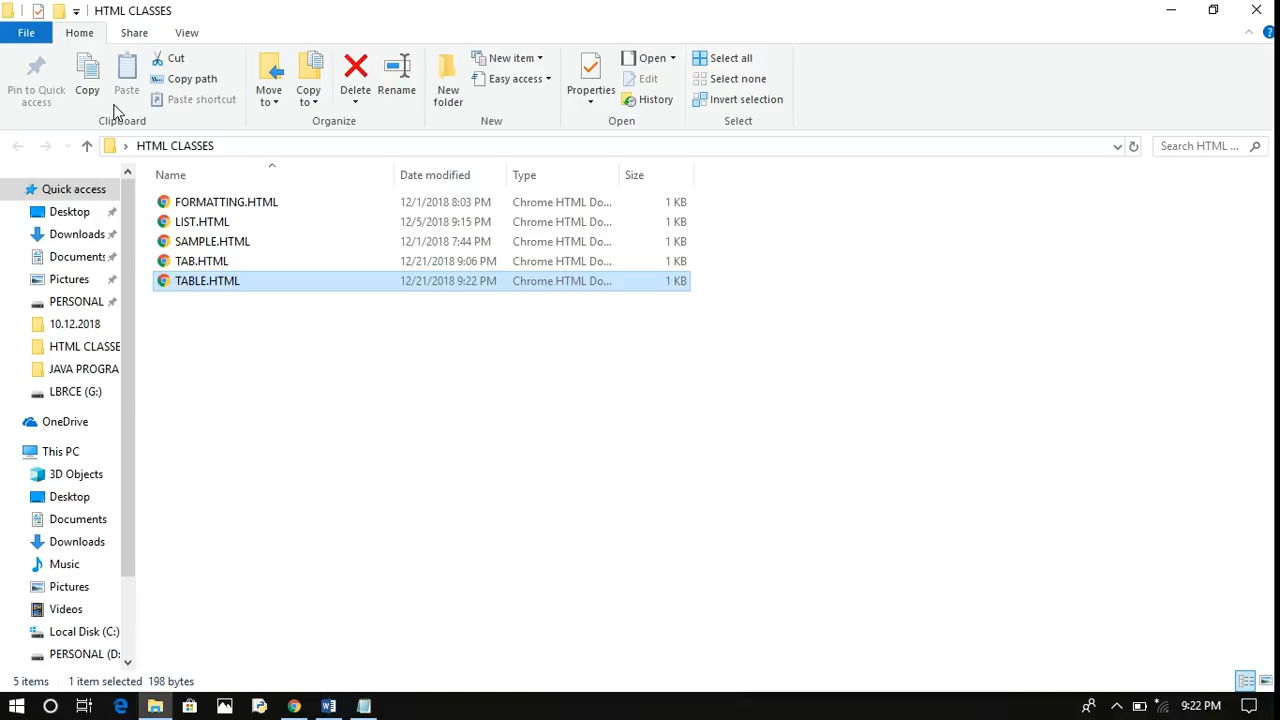 HTML CLASSES
File Home Share View
Pin to Quick access
Copy
Paste
Cut
Copy path
Paste shortcut
Clipboard
Move to
Copy to
Delete
Rename
Organize
New folder
New item
Easy access
New
Properties
Open
Edit
History
Open
Select all
Select none
Invert selection
Select
HTML CLASSES
Search HTML ...
Name Date modified Type Size
FORMATTING.HTML 12/1/2018 8:03 PM Chrome HTML Do... 1 KB
LIST.HTML 12/5/2018 9:15 PM Chrome HTML Do... 1 KB
SAMPLE.HTML 12/1/2018 7:44 PM Chrome HTML Do... 1 KB
TAB.HTML 12/21/2018 9:06 PM Chrome HTML Do... 1 KB
TABLE.HTML 12/21/2018 9:22 PM Chrome HTML Do... 1 KB
Quick access
Desktop
Downloads
Documents
Pictures
PERSONAL
10.12.2018
HTML CLASSE
JAVA PROGRA
LBRCE (G:)
OneDrive
This PC
3D Objects
Desktop
Documents
Downloads
Music
Pictures
Videos
Local Disk (C:)
PERSONAL (D:
5 items 1 item selected 198 bytes
9:22 PM